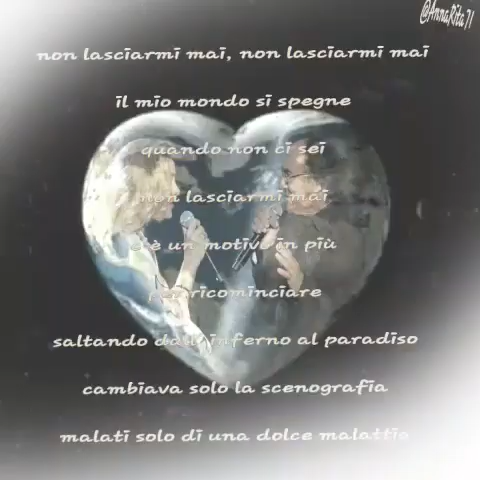 @AnnaRita71
non lasciarmi mai, non lasciarmi mai
il mio mondo si spegne
quando non ci sei
non lasciarmi mai
c'è un motivo in più
per ricominciare
saltando dall'inferno al paradiso
cambiava solo la scenografia
malati solo di una dolce malattia